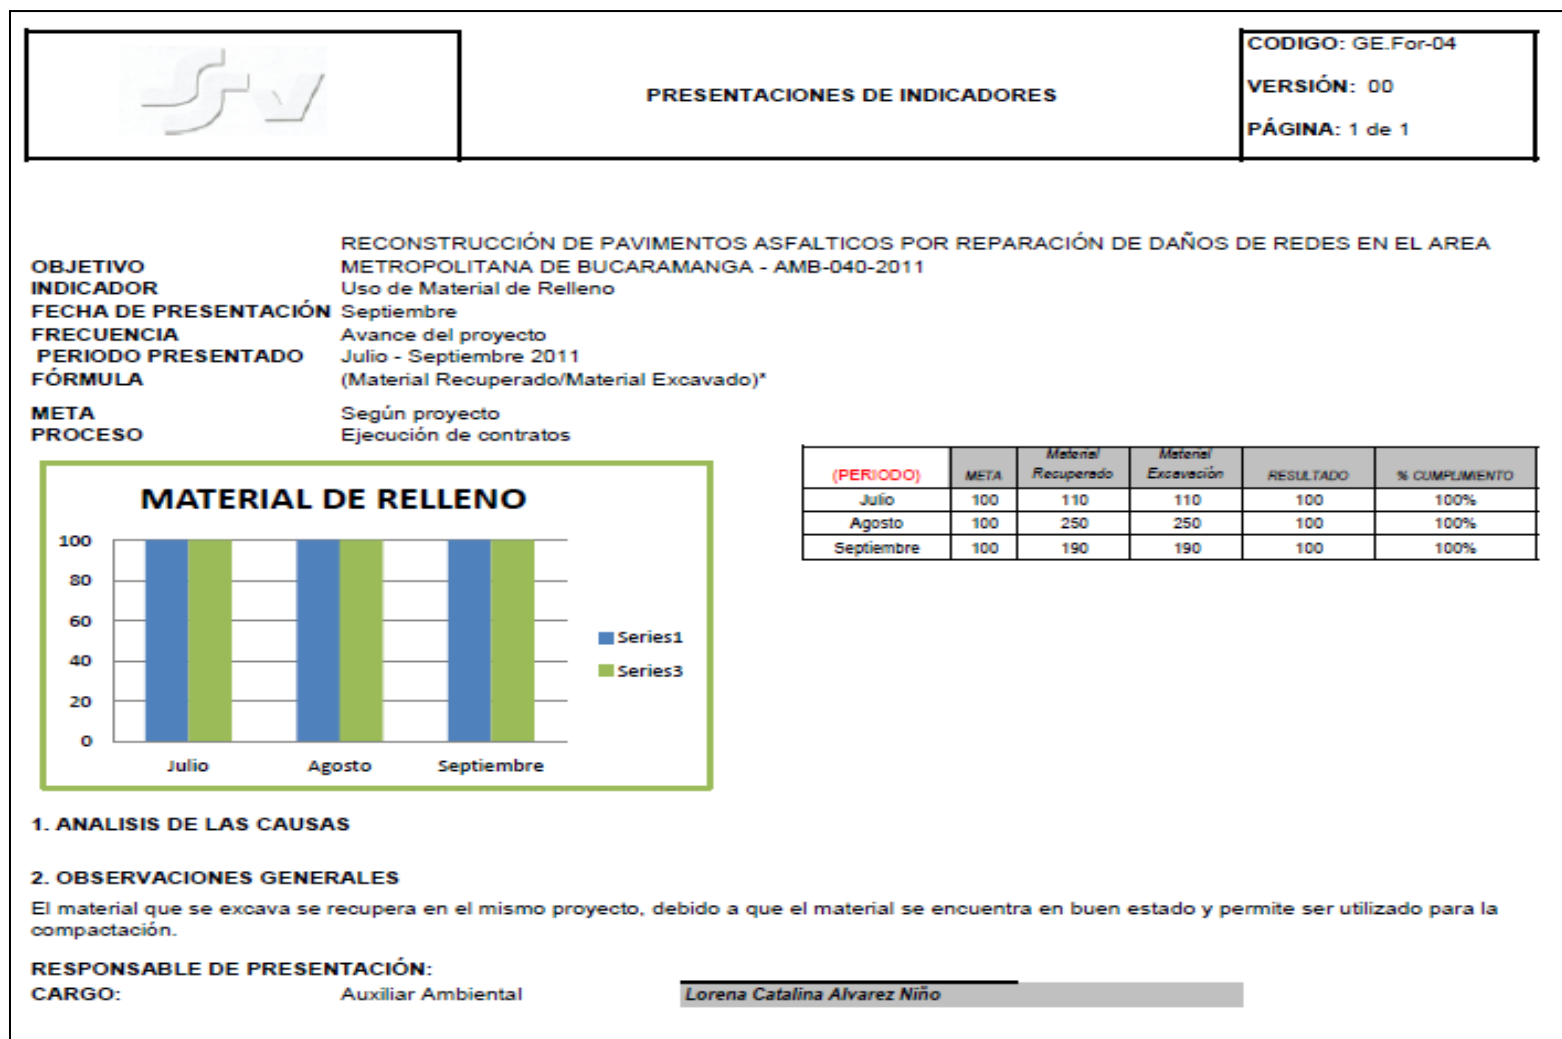 SV
PRESENTACIONES DE INDICADORES
CODIGO: GE.For-04
VERSIÓN: 00
PÁGINA: 1 de 1
RECONSTRUCCIÓN DE PAVIMENTOS ASFALTICOS POR REPARACIÓN DE DAÑOS DE REDES EN EL AREA
OBJETIVO METROPOLITANA DE BUCARAMANGA - AMB-040-2011
INDICADOR Uso de Material de Relleno
FECHA DE PRESENTACIÓN Septiembre
FRECUENCIA Avance del proyecto
PERIODO PRESENTADO Julio - Septiembre 2011
FÓRMULA (Material Recuperado/Material Excavado)*
META Según proyecto
PROCESO Ejecución de contratos
(PERIODO) META Material Recuperado Material Excavación RESULTADO % CUMPLIMIENTO
Julio 100 110 110 100 100%
Agosto 100 250 250 100 100%
Septiembre 100 190 190 100 100%
MATERIAL DE RELLENO
100
80
60
40
20
0
Julio Agosto Septiembre
Series1
Series3
1. ANALISIS DE LAS CAUSAS
2. OBSERVACIONES GENERALES
El material que se excava se recupera en el mismo proyecto, debido a que el material se encuentra en buen estado y permite ser utilizado para la
compactación.
RESPONSABLE DE PRESENTACIÓN:
CARGO: Auxiliar Ambiental Lorena Catalina Alvarez Niño